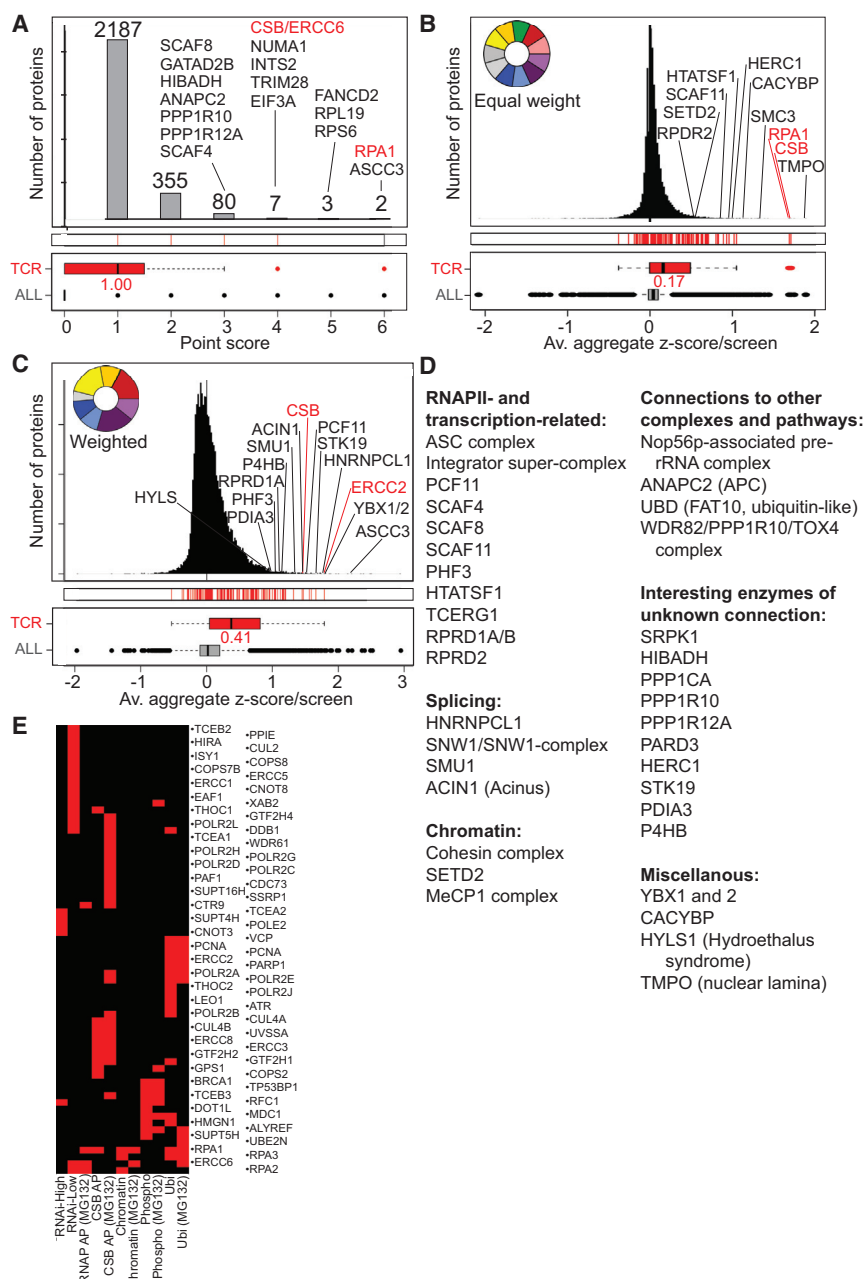 A
Number of proteins
2187
355
80
7
3
2
SCAF8
GATAD2B
HIBADH
ANAPC2
PPP1R10
PPP1R12A
SCAF4
CSB/ERCC6
NUMA1
INTS2
TRIM28
EIF3A
FANCD2
RPL19
RPS6
RPA1
ASCC3
TCR
1.00
ALL
0 1 2 3 4 5 6
Point score
B
Number of proteins
Equal weight
HERC1
HTATSF1
CACYBP
SCAF11
SETD2
RPDR2
SMC3
RPA1
CSB
TMPO
TCR
0.17
ALL
-2 -1 0 1 2
Av. aggregate z-score/screen
C
Number of proteins
Weighted
CSB
ACIN1
PCF11
SMU1
STK19
P4HB
HNRNPCL1
RPRD1A
ERCC2
HYLS
PHF3
YBX1/2
PDIA3
ASCC3
TCR
0.41
ALL
-2 -1 0 1 2 3
Av. aggregate z-score/screen
D
RNAPII- and
transcription-related:
ASC complex
Integrator super-complex
PCF11
SCAF4
SCAF8
SCAF11
PHF3
HTATSF1
TCERG1
RPRD1A/B
RPRD2
Splicing:
HNRNPCL1
SNW1/SNW1-complex
SMU1
ACIN1 (Acinus)
Chromatin:
Cohesin complex
SETD2
MeCP1 complex
Connections to other
complexes and pathways:
Nop56p-associated pre-
rRNA complex
ANAPC2 (APC)
UBD (FAT10, ubiquitin-like)
WDR82/PPP1R10/TOX4
complex
Interesting enzymes of
unknown connection:
SRPK1
HIBADH
PPP1CA
PPP1R10
PPP1R12A
PARD3
HERC1
STK19
PDIA3
P4HB
Miscellanous:
YBX1 and 2
CACYBP
HYLS1 (Hydroethalus
syndrome)
TMPO (nuclear lamina)
E
•TCEB2
•HIRA
•ISY1
•COPS7B
•ERCC1
•EAF1
•THOC1
•POLR2L
•TCEA1
•POLR2H
•POLR2D
•PAF1
•SUPT16H
•CTR9
•SUPT4H
•CNOT3
•PCNA
•ERCC2
•POLR2A
•THOC2
•LEO1
•POLR2B
•CUL4B
•ERCC8
•GTF2H2
•GPS1
•BRCA1
•TCEB3
•DOT1L
•HMGN1
•SUPT5H
•RPA1
•ERCC6
•PPIE
•CUL2
•COPS8
•ERCC5
•CNOT8
•XAB2
•GTF2H4
•DDB1
•WDR61
•POLR2G
•POLR2C
•CDC73
•SSRP1
•TCEA2
•POLE2
•VCP
•PCNA
•PARP1
•POLR2E
•POLR2J
•ATR
•CUL4A
•UVSSA
•ERCC3
•GTF2H1
•COPS2
•TP53BP1
•RFC1
•MDC1
•ALYREF
•UBE2N
•RPA3
•RPA2
RNAi-High
RNAi-Low
RNAP AP (MG132)
CSB AP
CSB AP (MG132)
Chromatin
hromatin (MG132)
Phospho
Phospho (MG132)
Ubi
Ubi (MG132)